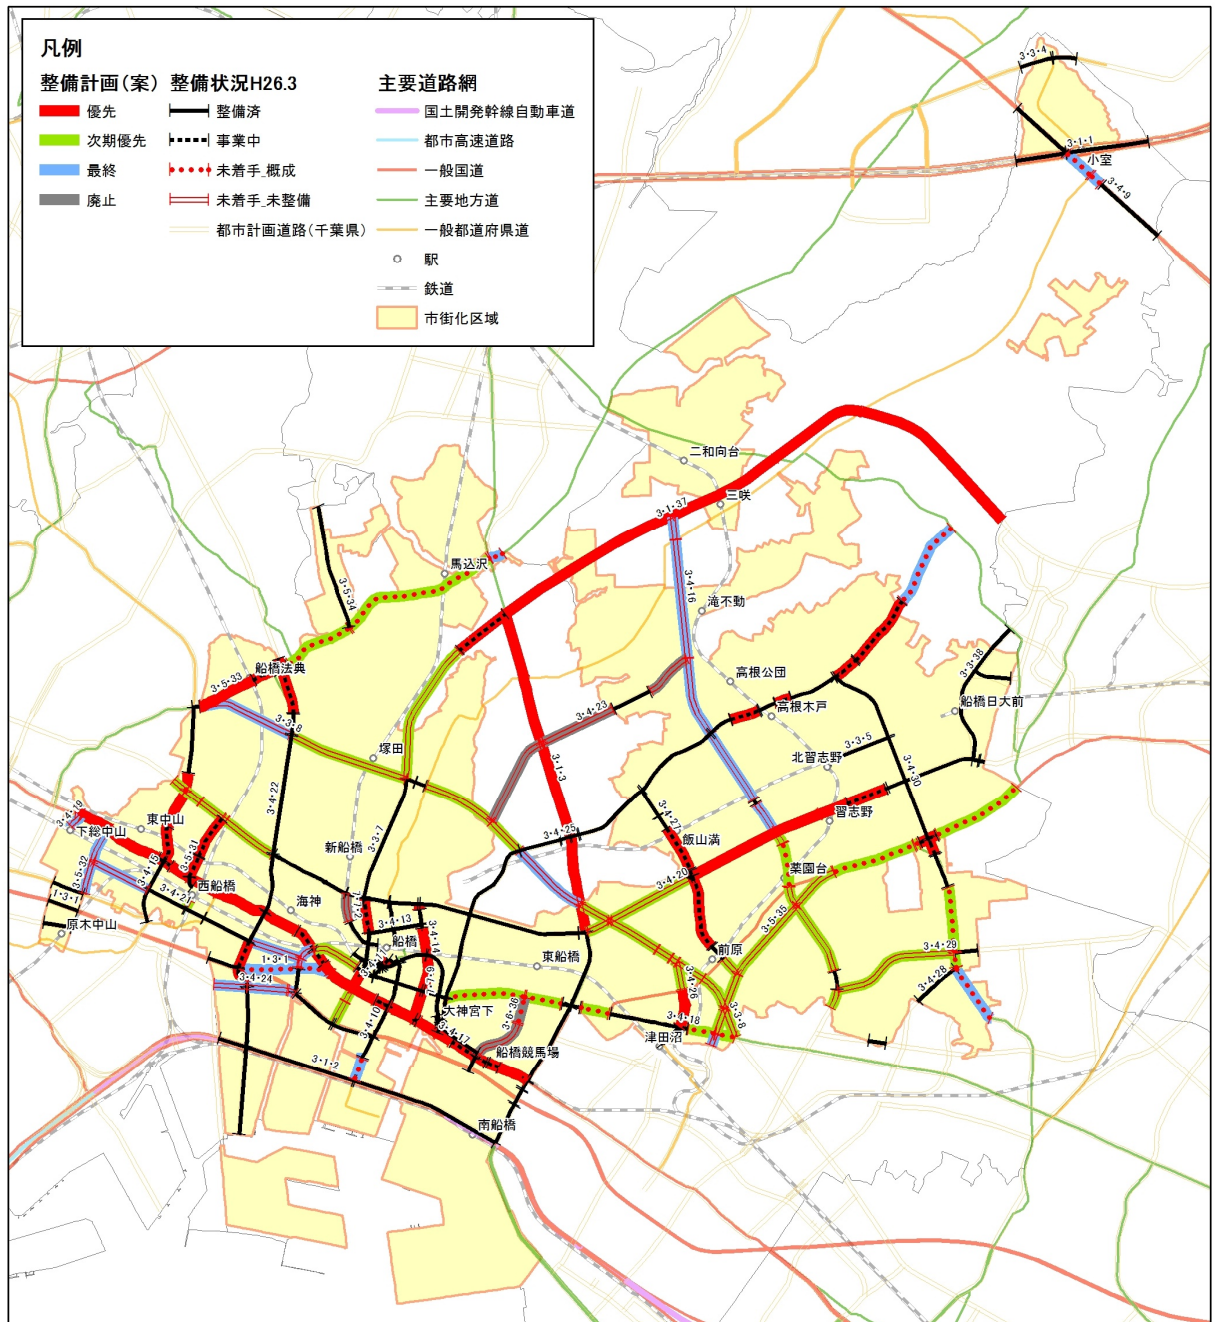 凡例
整備計画(案) 整備状況H26.3 主要道路網
優先 整備済 国土開発幹線自動車道
次期優先 事業中 都市高速道路
最終 未着手_概成 一般国道
廃止 未着手_未整備 主要地方道
都市計画道路(千葉県) 一般都道府県道
駅
鉄道
市街化区域
3・3・4
3・1・1
小室
3・4・9
二和向台
三咲
3・1・37
馬込沢
3・5・34
3・4・16
滝不動
船橋法典
3・5・33
高根公団
3・3・38
船橋日大前
3・4・23
高根木戸
3・3・8
塚田
北習志野
3・3・5
3・1・3
3・4・30
3・4・22
3・4・19
下総中山
東中山
3・3・7
3・4・25
3・4・27
飯山満
習志野
新船橋
3・5・31
3・4・15
3・5・32
西船橋
3・4・20
薬園台
1・3・1
3・4・21
海神
7・7・2
3・4・13
3・5・35
原木中山
船橋
3・4・14
前原
3・4・29
1・3・1
3・4・11
東船橋
3・4・24
3・4・26
3・4・28
大神宮下
3・6・36
3・4・10
3・4・18
3・3・8
津田沼
3・4・17
船橋競馬場
3・1・2
南船橋